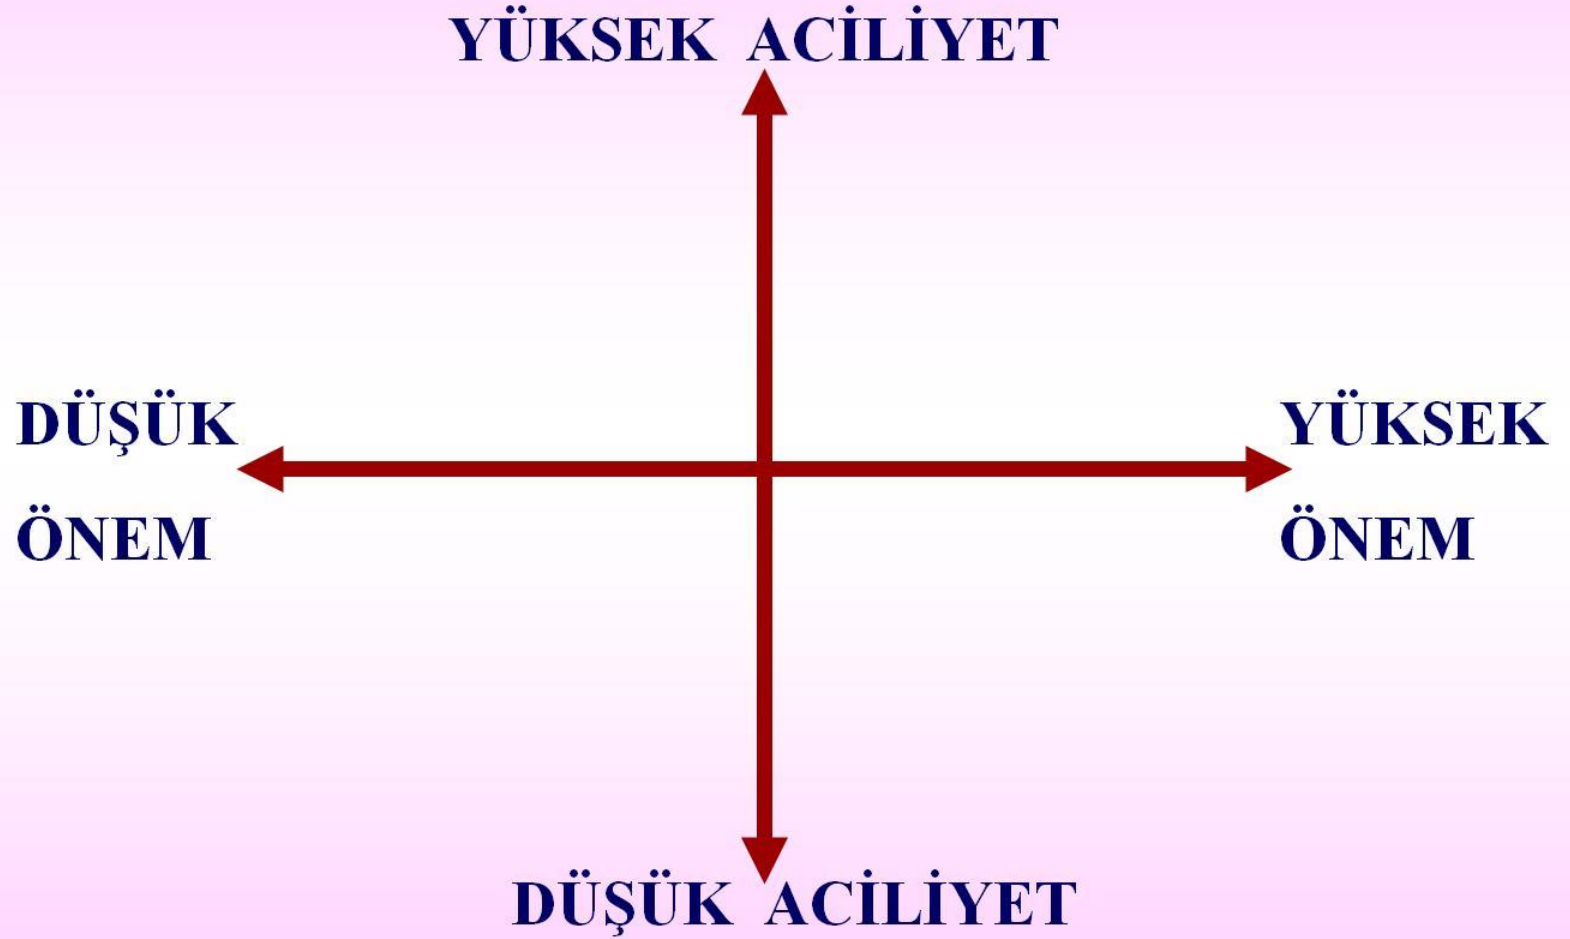 YÜKSEK ACİLİYET
DÜŞÜK
ÖNEM
YÜKSEK
ÖNEM
DÜŞÜK ACİLİYET